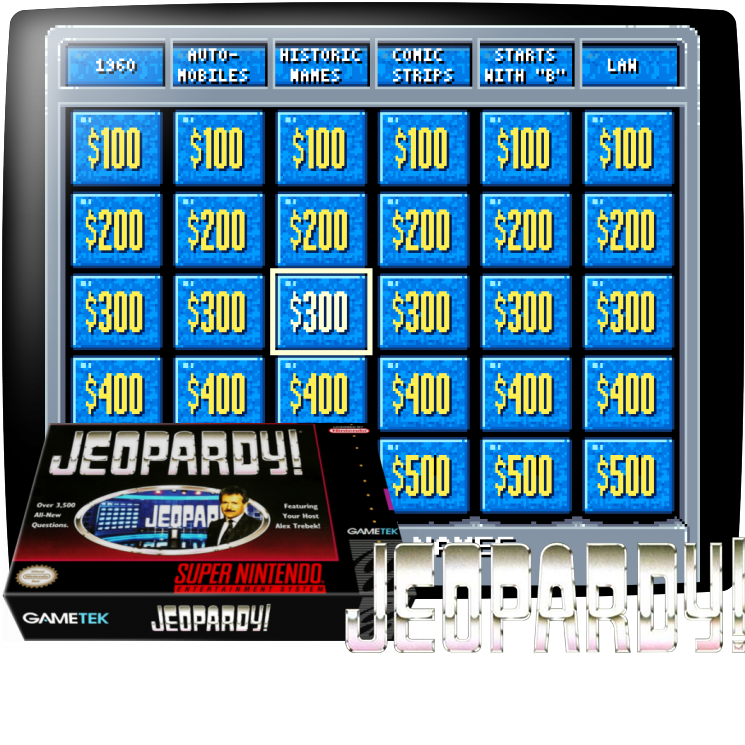 1960
AUTO-
MOBILES
HISTORIC
NAMES
COMIC
STRIPS
STARTS
WITH "B"
LAW
$100 $100 $100 $100 $100 $100
$200 $200 $200 $200 $200 $200
$300 $300 $300 $300 $300 $300
$400 $400 $400 $400 $400 $400
$500 $500 $500
NAMES
JEOPARDY!
Nintendo
Over 3,500
All-New
Questions.
JEOPAR
Featuring
Your Host
Alex Trebek!
GAMETEK
SUPER NINTENDO
ENTERTAINMENT SYSTEM
GAMETEK
JEOPARDY!
JEOPARDY!